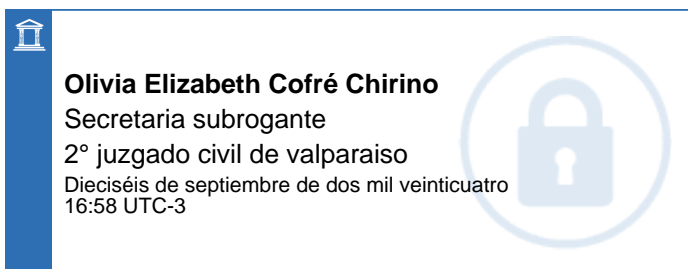 Olivia Elizabeth Cofré Chirino
Secretaria subrogante
2° juzgado civil de valparaiso
Dieciséis de septiembre de dos mil veinticuatro
16:58 UTC-3